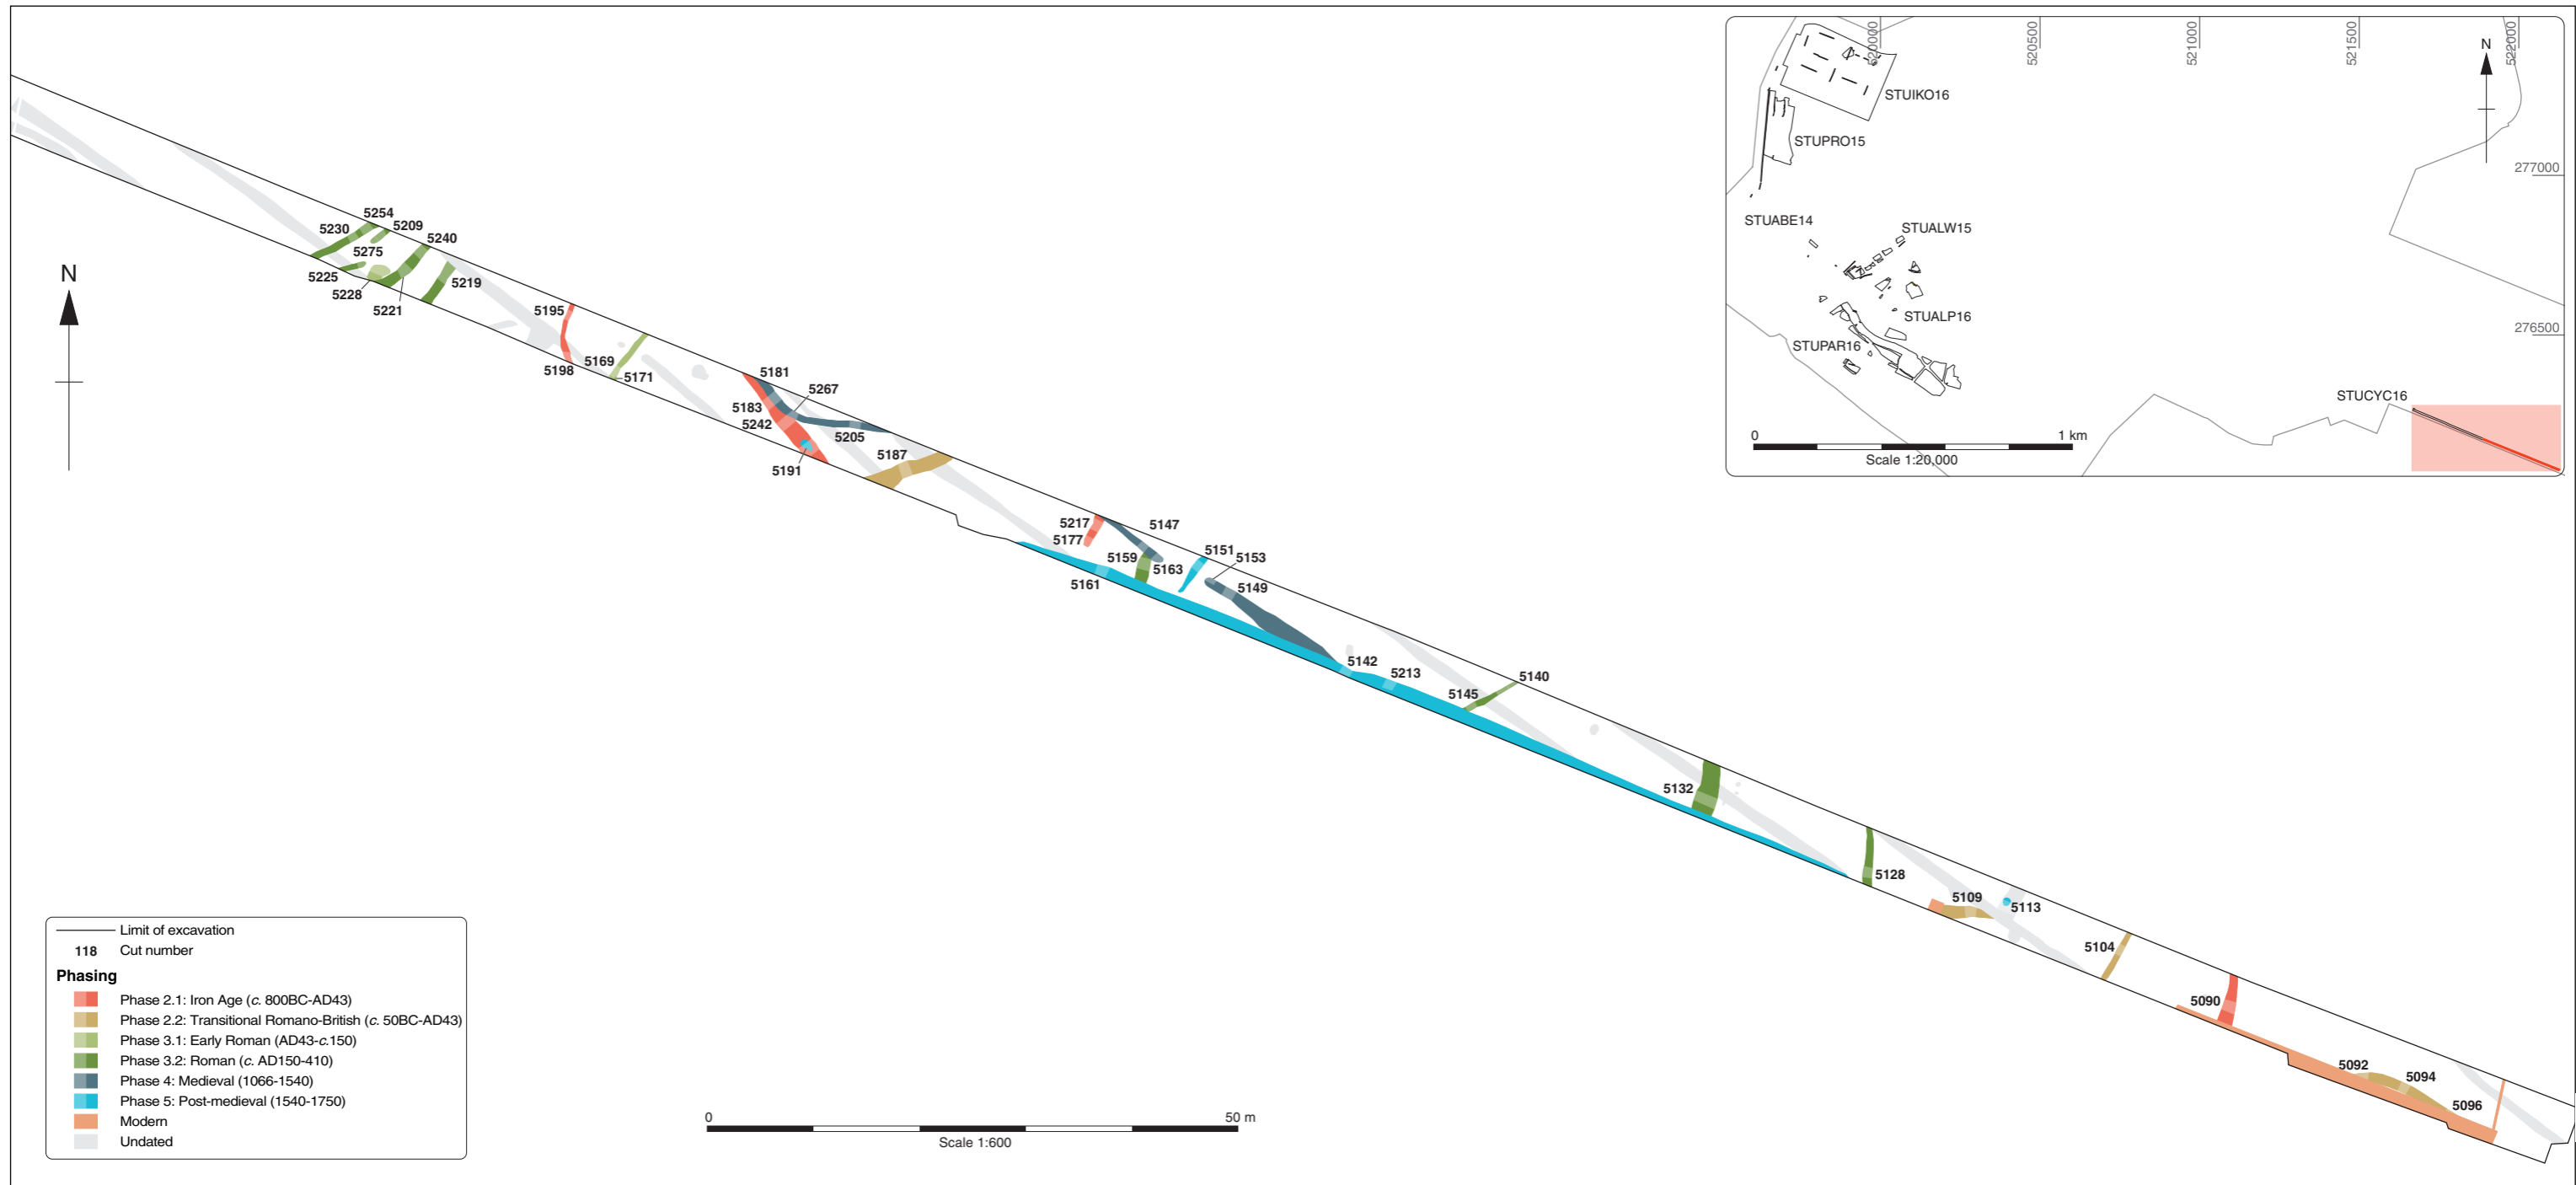 520000
520500
521000
521500
522000
N
STUIKO16
STUPRO15
277000
STUABE14
STUALW15
STUALP16
276500
STUPAR16
STUCYC16
0
1 km
Scale 1:20,000
N
5254
5230
5209
5240
5275
5225
5219
5228
5221
5195
5169
5198
5171
5181
5267
5183
5242
5205
5191
5187
5217
5147
5177
5151
5153
5159
5163
5161
5149
5142
5213
5145
5140
5132
5128
5109
5113
5104
5090
5092
5094
5096
Limit of excavation
118 Cut number
Phasing
Phase 2.1: Iron Age (c. 800BC-AD43)
Phase 2.2: Transitional Romano-British (c. 50BC-AD43)
Phase 3.1: Early Roman (AD43-c.150)
Phase 3.2: Roman (c. AD150-410)
Phase 4: Medieval (1066-1540)
Phase 5: Post-medieval (1540-1750)
Modern
Undated
0
50 m
Scale 1:600